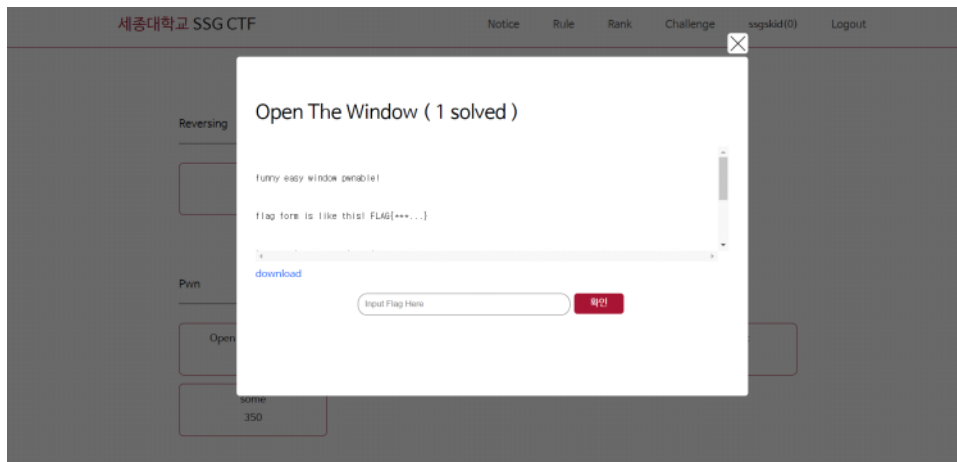 세종대학교 SSG CTF
Notice Rule Rank Challenge ssgskid(0) Logout
Reversing
Open The Window ( 1 solved )
funny easy window pwnable!
flag form is like this! FLAG{***...}
download
Input Flag Here 확인
Pwn
Open
some
350